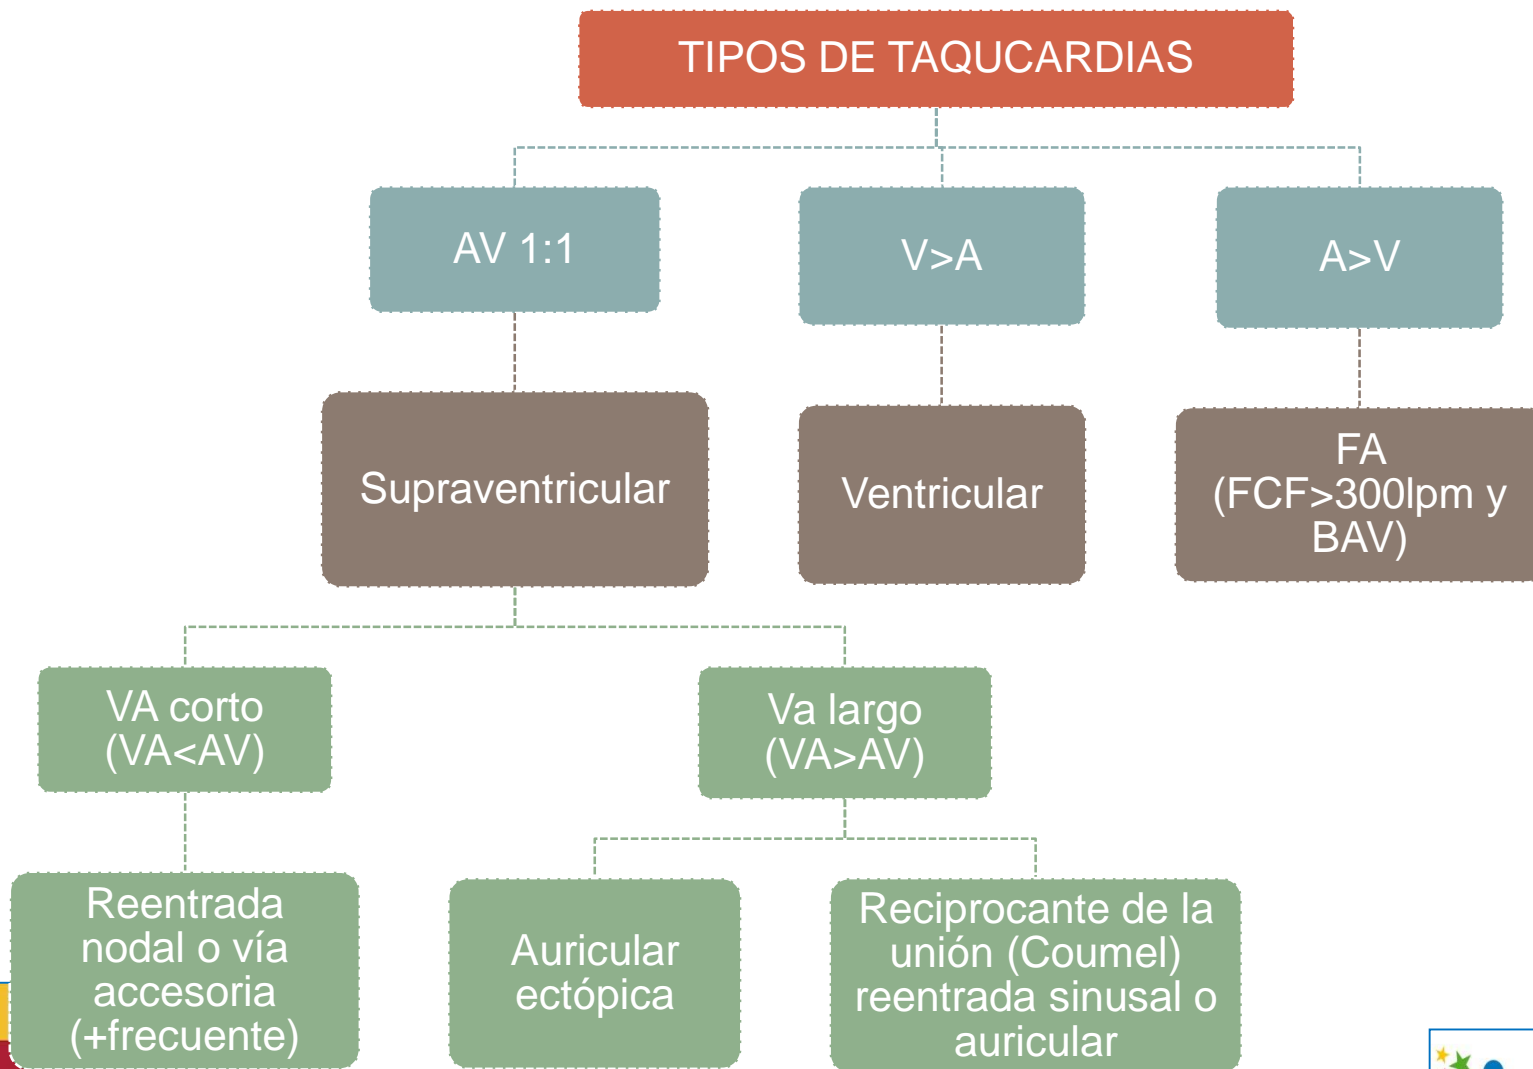 TIPOS DE TAQUCARDIAS
AV 1:1
V>A
A>V
Supraventricular
Ventricular
FA
(FCF>300lpm y
BAV)
VA corto
(VA<AV)
Va largo
(VA>AV)
Reentrada
nodal o vía
accesoria
(+frecuente)
Auricular
ectópica
Reciprocante de la
unión (Coumel)
reentrada sinusal o
auricular